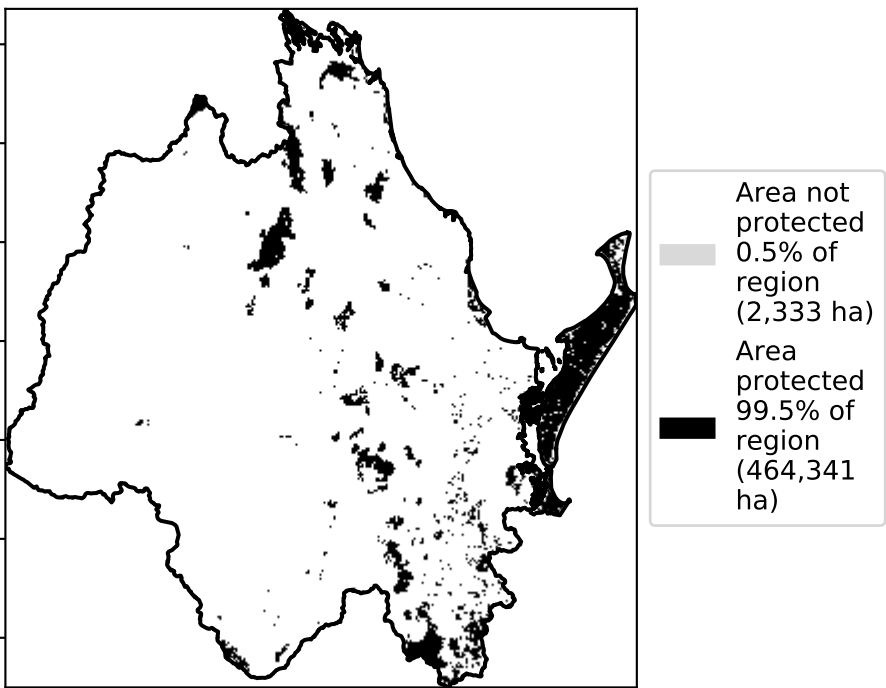 Area not
protected
0.5% of
region
(2,333 ha)
Area
protected
99.5% of
region
(464,341
ha)